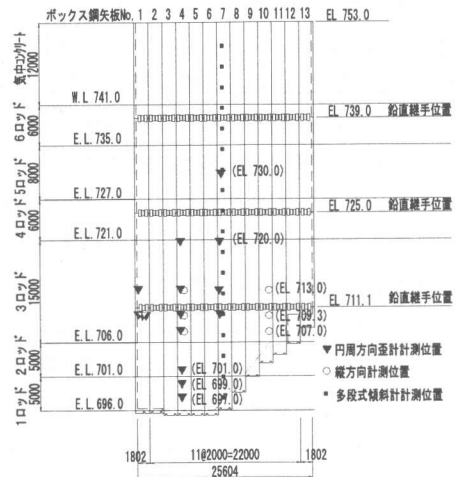 ボックス鋼矢板No. 1 2 3 4 5 6 7 8 9 10 11 12 13
EL 753.0
気中コンクリート
12000
W.L 741.0
EL 739.0 鉛直継手位置
6ロッド
6000
E.L.735.0
5ロッド
8000
(EL 730.0)
E.L.727.0
EL 725.0 鉛直継手位置
4ロッド
6000
E.L.721.0
(EL 720.0)
3ロッド
15000
(EL 713.0)
EL 711.1 鉛直継手位置
(EL 709.3)
(EL 707.0)
E.L.706.0
2ロッド
5000
E.L.701.0
(EL 701.0)
(EL 699.0)
(EL 697.0)
1ロッド
5000
E.L.696.0
▼円周方向歪計計測位置
○縦方向計測位置
▪多段式傾斜計計測位置
1802 11@2000=22000 1802
25604